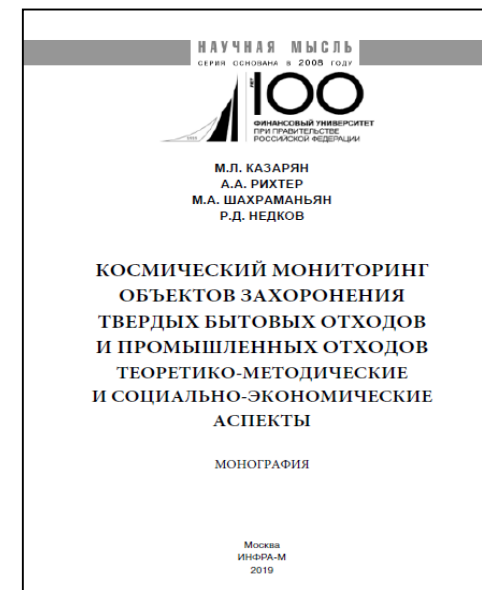 НАУЧНАЯ МЫСЛЬ
СЕРИЯ ОСНОВАНА В 2008 ГОДУ
100
ФИНАНСОВЫЙ УНИВЕРСИТЕТ
ПРИ ПРАВИТЕЛЬСТВЕ
РОССИЙСКОЙ ФЕДЕРАЦИИ
М.Л. КАЗАРЯН
А.А. РИХТЕР
М.А. ШАХРАМАНЬЯН
Р.Д. НЕДКОВ
КОСМИЧЕСКИЙ МОНИТОРИНГ
ОБЪЕКТОВ ЗАХОРОНЕНИЯ
ТВЕРДЫХ БЫТОВЫХ ОТХОДОВ
И ПРОМЫШЛЕННЫХ ОТХОДОВ
ТЕОРЕТИКО-МЕТОДИЧЕСКИЕ
И СОЦИАЛЬНО-ЭКОНОМИЧЕСКИЕ
АСПЕКТЫ
МОНОГРАФИЯ
Москва
ИНФРА-М
2019